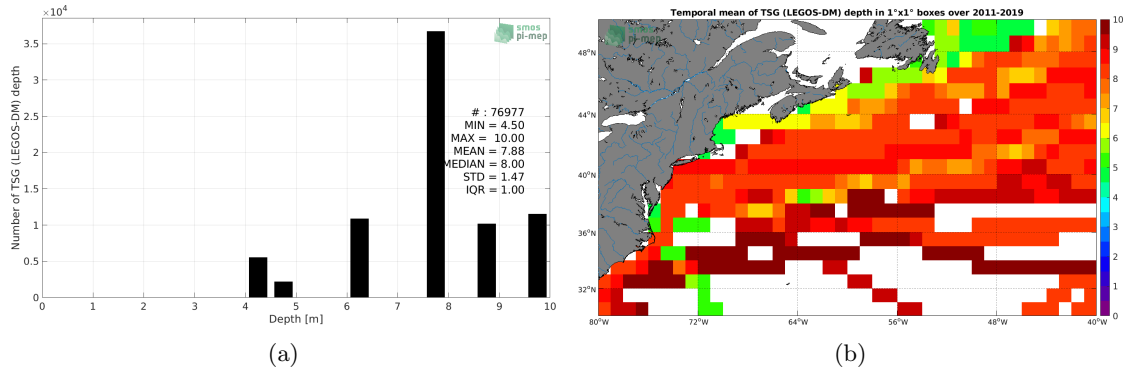 ×10⁴
3.5
3
2.5
2
1.5
1
0.5
0
0 1 2 3 4 5 6 7 8 9 10
Number of TSG (LEGOS-DM) depth
Depth [m]
smos
pi-mep
# : 76977
MIN = 4.50
MAX = 10.00
MEAN = 7.88
MEDIAN = 8.00
STD = 1.47
IQR = 1.00
(a)
Temporal mean of TSG (LEGOS-DM) depth in 1°x1° boxes over 2011-2019
smos
pi-mep
48°N
44°N
40°N
36°N
32°N
80°W 72°W 64°W 56°W 48°W 40°W
10
9
8
7
6
5
4
3
2
1
0
(b)